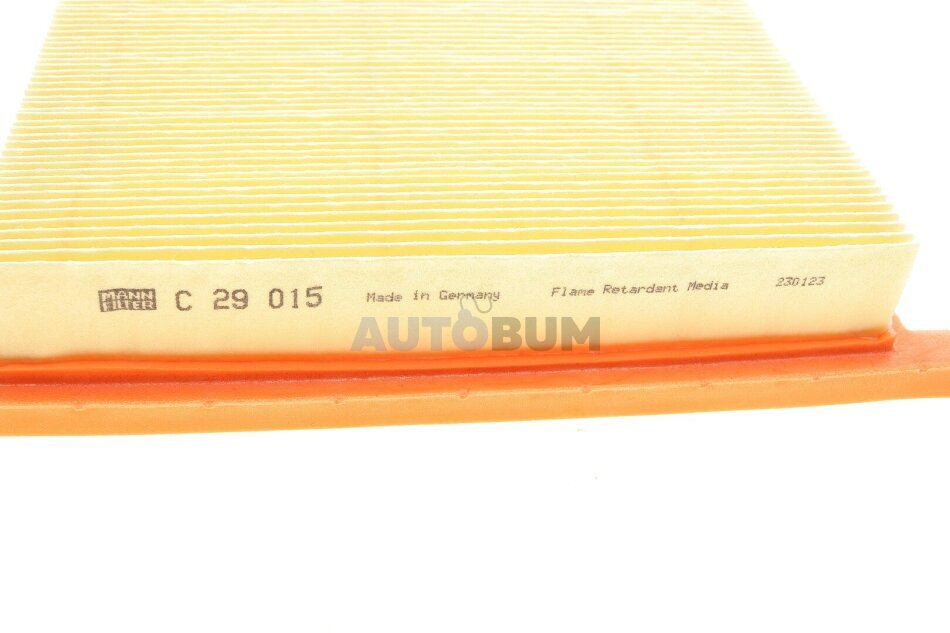 MANN FILTER C 29 015 Made in Germany Flame Retardant Media 230123
AUTOBUM